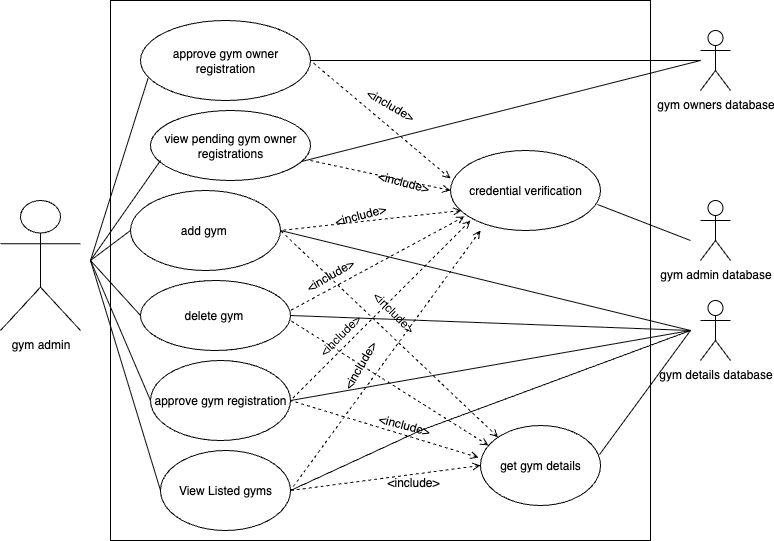 approve gym owner
registration
gym owners database
<include>
view pending gym owner
registrations
<include>
credential verification
<include>
add gym
gym admin database
<include>
<include>
delete gym
<include>
gym admin
<include>
gym details database
approve gym registration
<include>
get gym details
<include>
View Listed gyms